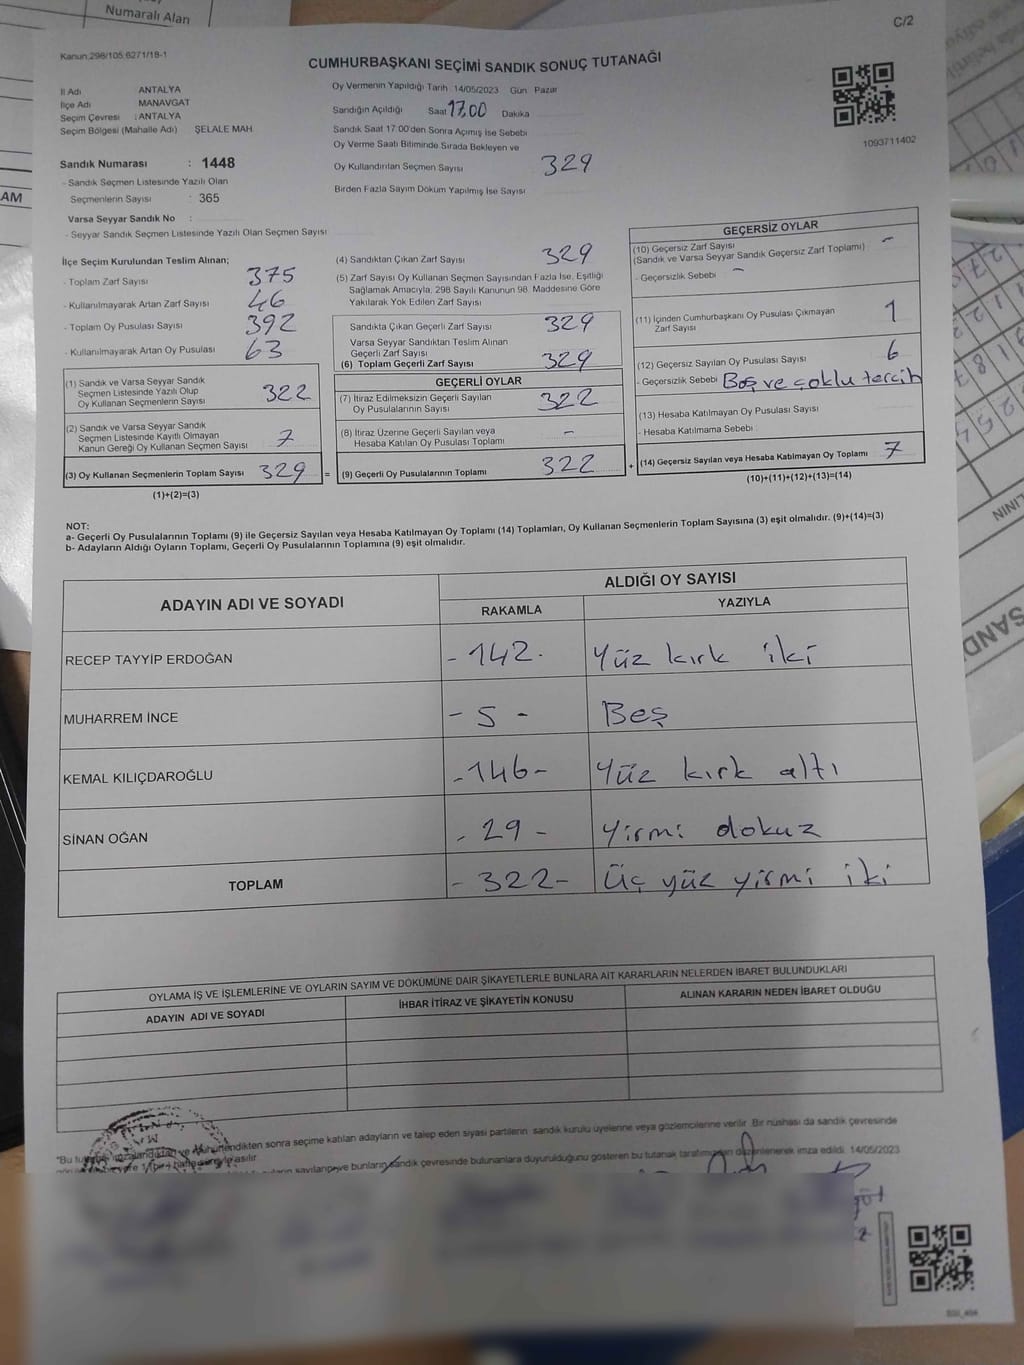 Numaralı Alan
C/2
Kanun:298/105.6271/18-1
CUMHURBAŞKANI SEÇİMİ SANDIK SONUÇ TUTANAĞI
İl Adı ANTALYA
İlçe Adı MANAVGAT
Seçim Çevresi : ANTALYA
Seçim Bölgesi (Mahalle Adı) ŞELALE MAH
Oy Vermenin Yapıldığı Tarih 14/05/2023 Gün Pazar
Sandığın Açıldığı Saat 17,00 Dakika
Sandık Saat 17:00'den Sonra Açımış İse Sebebi
Oy Verme Saati Bitiminde Sırada Bekleyen ve
Oy Kullandırılan Seçmen Sayısı 329
Birden Fazla Sayım Döküm Yapılmış İse Sayısı
1093711402
Sandık Numarası : 1448
- Sandık Seçmen Listesinde Yazılı Olan
Seçmenlerin Sayısı : 365
Varsa Seyyar Sandık No :
- Seyyar Sandık Seçmen Listesinde Yazılı Olan Seçmen Sayısı
İlçe Seçim Kurulundan Teslim Alınan;
- Toplam Zarf Sayısı 375
- Kullanılmayarak Artan Zarf Sayısı 46
- Toplam Oy Pusulası Sayısı 392
- Kullanılmayarak Artan Oy Pusulası 63
(1) Sandık ve Varsa Seyyar Sandık
Seçmen Listesinde Yazılı Olup
Oy Kullanan Seçmenlerin Sayısı 322
(2) Sandık ve Varsa Seyyar Sandık
Seçmen Listesinde Kayıtlı Olmayan
Kanun Gereği Oy Kullanan Seçmen Sayısı 7
(3) Oy Kullanan Seçmenlerin Toplam Sayısı 329 =
(1)+(2)=(3)
(4) Sandıktan Çıkan Zarf Sayısı 329
(5) Zarf Sayısı Oy Kullanan Seçmen Sayısından Fazla İse, Eşitliği
Sağlamak Amacıyla, 298 Sayılı Kanunun 98. Maddesine Göre
Yakılarak Yok Edilen Zarf Sayısı
Sandıkta Çıkan Geçerli Zarf Sayısı 329
Varsa Seyyar Sandıktan Teslim Alınan
Geçerli Zarf Sayısı
(6) Toplam Geçerli Zarf Sayısı 329
GEÇERLİ OYLAR
(7) İtiraz Edilmeksizin Geçerli Sayılan
Oy Pusulasının Sayısı 322
(8) İtiraz Üzerine Geçerli Sayılan veya
Hesaba Katılan Oy Pusulası Toplamı -
(9) Geçerli Oy Pusulalarının Toplamı 322 +
GEÇERSİZ OYLAR
(10) Geçersiz Zarf Sayısı -
(Sandık ve Varsa Seyyar Sandık Geçersiz Zarf Toplamı)
- Geçersizlik Sebebi -
(11) İçinden Cumhurbaşkanı Oy Pusulası Çıkmayan
Zarf Sayısı 1
(12) Geçersiz Sayılan Oy Pusulası Sayısı 6
- Geçersizlik Sebebi Boş ve çoklu tercih
(13) Hesaba Katılmayan Oy Pusulası Sayısı
- Hesaba Katılmama Sebebi
(14) Geçersiz Sayılan veya Hesaba Katılmayan Oy Toplamı 7
(10)+(11)+(12)+(13)=(14)
NOT:
a- Geçerli Oy Pusulalarının Toplamı (9) ile Geçersiz Sayılan veya Hesaba Katılmayan Oy Toplamı (14) Toplamları, Oy Kullanan Seçmenlerin Toplam Sayısına (3) eşit olmalıdır. (9)+(14)=(3)
b- Adayların Aldığı Oyların Toplamı, Geçerli Oy Pusulalarının Toplamına (9) eşit olmalıdır.
ADAYIN ADI VE SOYADI ALDIĞI OY SAYISI
RAKAMLA YAZIYLA
RECEP TAYYİP ERDOĞAN - 142 - Yüz kırk iki
MUHARREM İNCE - 5 - Beş
KEMAL KILIÇDAROĞLU - 146 - Yüz kırk altı
SİNAN OĞAN - 29 - Yirmi dokuz
TOPLAM - 322 - Üç yüz yirmi iki
OYLAMA İŞ VE İŞLEMLERİNE VE OYLARIN SAYIM VE DÖKÜMÜNE DAİR ŞİKAYETLERLE BUNLARA AİT KARARLARIN NELERDEN İBARET BULUNDUKLARI
ADAYIN ADI VE SOYADI İHBAR İTİRAZ VE ŞİKAYETİN KONUSU ALINAN KARARIN NEDEN İBARET OLDUĞU
sonra seçime katılan adayların ve talep eden siyasi partilerin sandık kurulu üyelerine veya gözlemcilerine verilir. Bir nüshası da sandık çevresinde
"Bu
bunların sandık çevresinde bulunanlara duyurulduğunu gösteren bu tutanak tarafımızdan düzenlenerek imza edildi. 14/05/2023